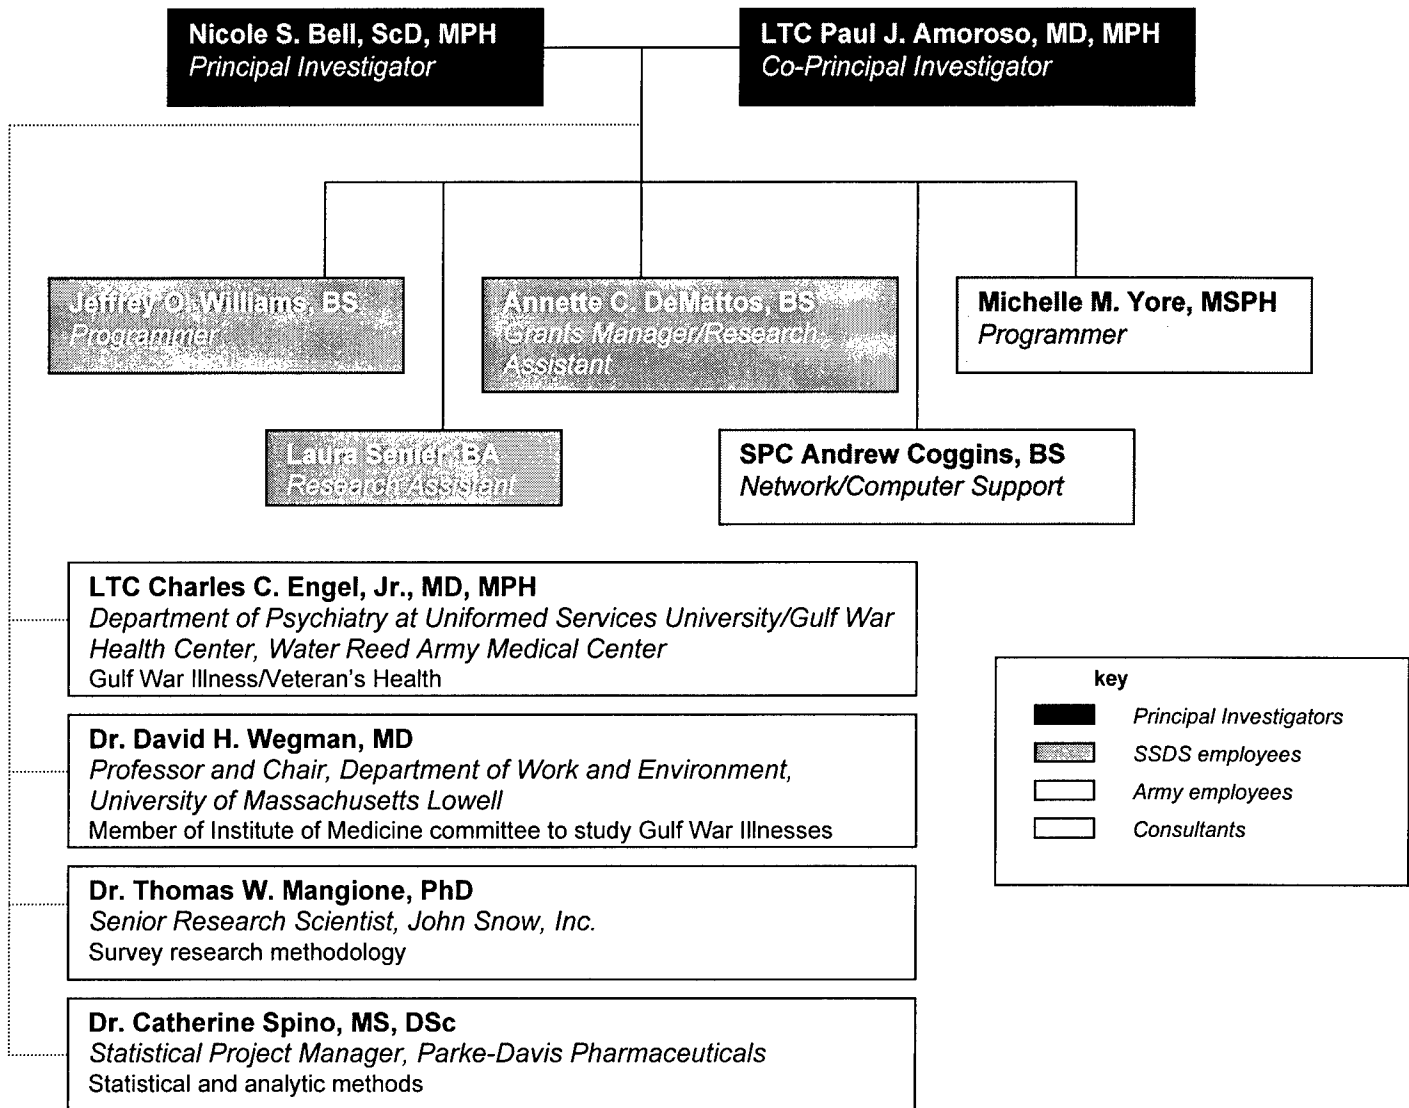 Nicole S. Bell, ScD, MPH
Principal Investigator
LTC Paul J. Amoroso, MD, MPH
Co-Principal Investigator
Jeffrey O. Williams, BS
Programmer
Annette C. DeMattos, BS
Grants Manager/Research
Assistant
Michelle M. Yore, MSPH
Programmer
Laura Senier, BA
Research Assistant
SPC Andrew Coggins, BS
Network/Computer Support
LTC Charles C. Engel, Jr., MD, MPH
Department of Psychiatry at Uniformed Services University/Gulf War
Health Center, Water Reed Army Medical Center
Gulf War Illness/Veteran's Health
Dr. David H. Wegman, MD
Professor and Chair, Department of Work and Environment,
University of Massachusetts Lowell
Member of Institute of Medicine committee to study Gulf War Illnesses
Dr. Thomas W. Mangione, PhD
Senior Research Scientist, John Snow, Inc.
Survey research methodology
Dr. Catherine Spino, MS, DSc
Statistical Project Manager, Parke-Davis Pharmaceuticals
Statistical and analytic methods
key
Principal Investigators
SSDS employees
Army employees
Consultants